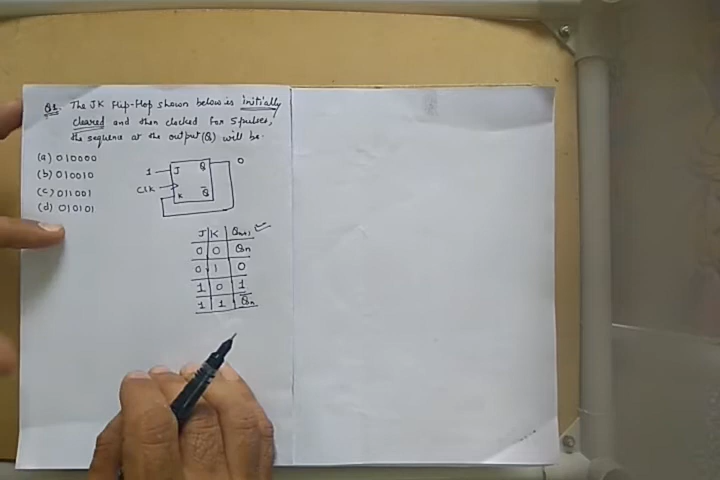 Q1. The JK Flip-Flop shown below is initially
cleared and then clocked for 5 pulses,
the sequence at the output (Q) will be-
(a) 010000
(b) 010010
(c) 011001
(d) 010101
1 J Q 0
CLK
K Q̅
J K Qn+1
0 0 Qn
0 1 0
1 0 1
1 1 Q̅n